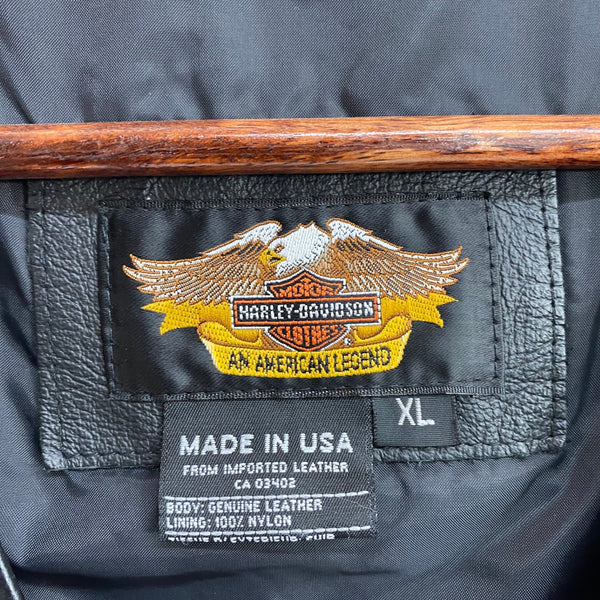 MOTOR
HARLEY-DAVIDSON
CLOTHES
®
AN AMERICAN LEGEND
XL
MADE IN USA
FROM IMPORTED LEATHER
CA 03402
BODY: GENUINE LEATHER
LINING: 100% NYLON